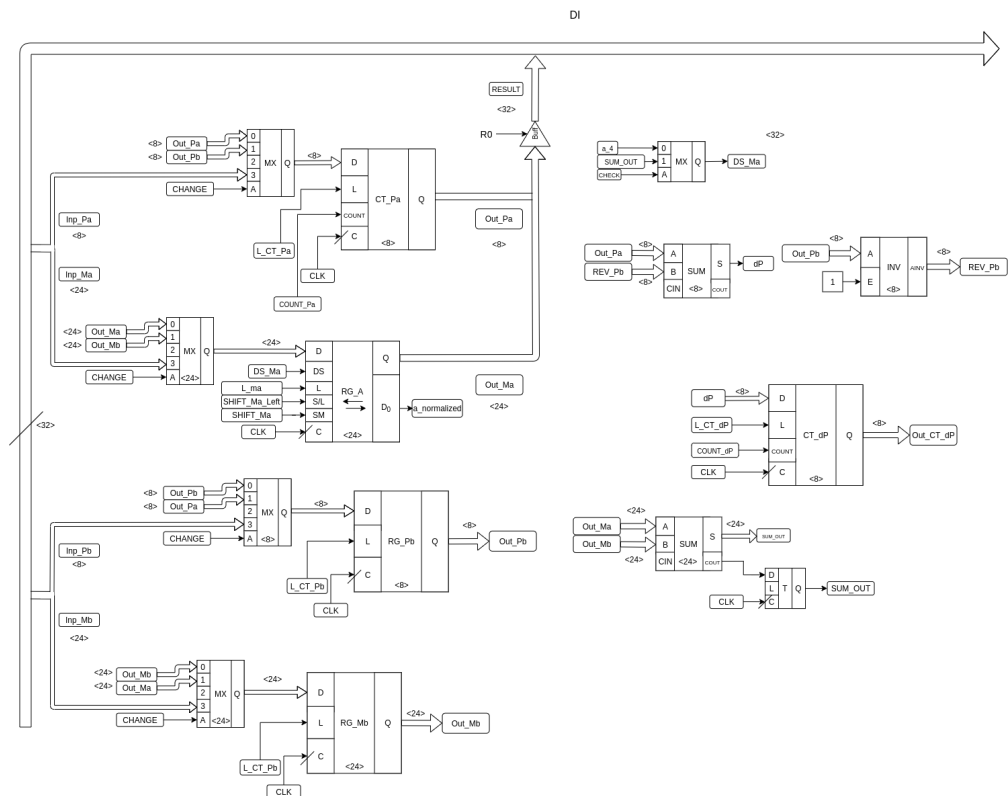 DI
RESULT
<32>
R0
Buff
<8>
Out_Pa
<8>
Out_Pb
CHANGE
0
1
2
3
A
MX
Q
<8>
D
L
COUNT
C
CT_Pa
<8>
Q
L_CT_Pa
CLK
COUNT_Pa
Out_Pa
<8>
Inp_Pa
<8>
Inp_Ma
<24>
<24>
Out_Ma
<24>
Out_Mb
CHANGE
0
1
2
3
A
MX
<24>
Q
<24>
DS_Ma
L_ma
SHIFT_Ma_Left
SHIFT_Ma
CLK
D
DS
L
S/L
SM
C
RG_A
<24>
Q
D0
a_normalized
Out_Ma
<24>
<32>
<8>
Out_Pb
<8>
Out_Pa
CHANGE
0
1
2
3
A
MX
<8>
Q
<8>
D
L
C
RG_Pb
<8>
Q
<8>
Out_Pb
L_CT_Pb
CLK
Inp_Pb
<8>
Inp_Mb
<24>
<24>
Out_Mb
<24>
Out_Ma
CHANGE
0
1
2
3
A
MX
<24>
Q
<24>
D
L
C
RG_Mb
<24>
Q
<24>
Out_Mb
L_CT_Pb
CLK
<32>
a_4
SUM_OUT
CHECK
0
1
A
MX
Q
DS_Ma
Out_Pa
REV_Pb
<8>
<8>
A
B
CIN
SUM
<8>
S
COUT
dP
Out_Pb
1
<8>
A
E
INV
<8>
AINV
<8>
REV_Pb
dP
L_CT_dP
COUNT_dP
CLK
<8>
D
L
COUNT
C
CT_dP
<8>
Q
<8>
Out_CT_dP
Out_Ma
Out_Mb
<24>
<24>
A
B
CIN
SUM
<24>
S
COUT
<24>
SUM_OUT
CLK
D
L
C
T
Q
SUM_OUT